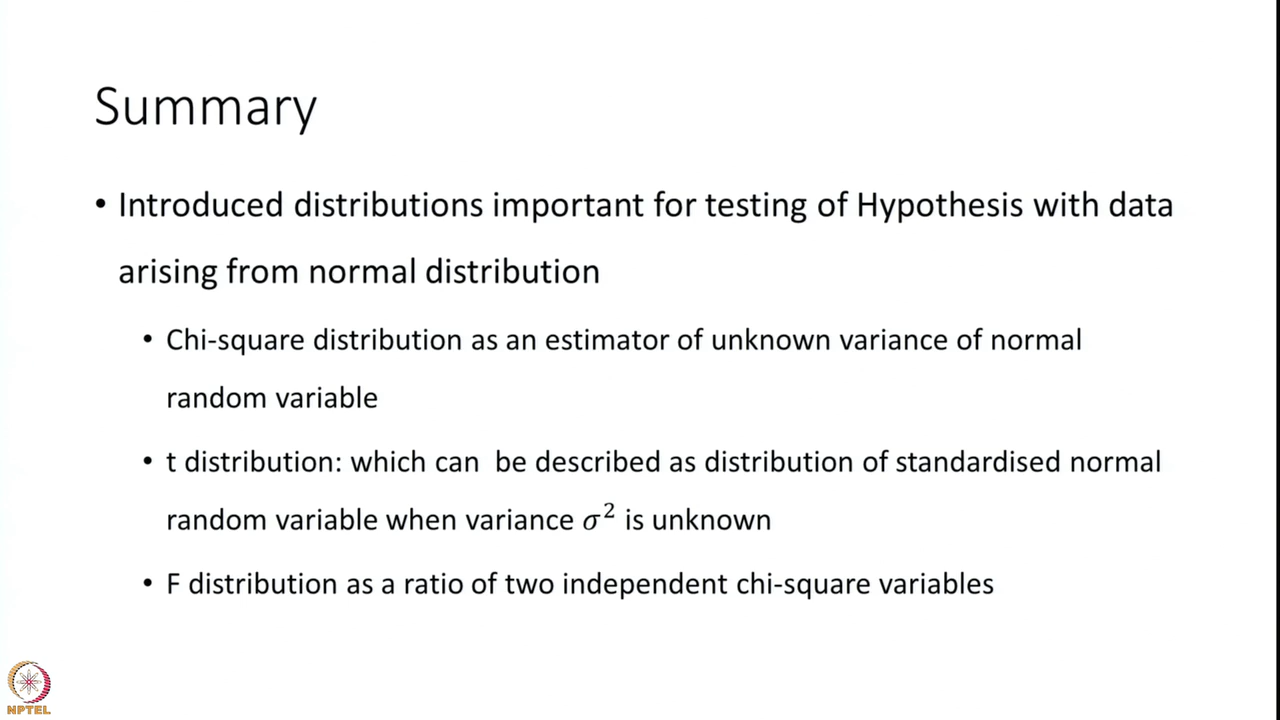 Summary
• Introduced distributions important for testing of Hypothesis with data
arising from normal distribution
• Chi-square distribution as an estimator of unknown variance of normal
random variable
• t distribution: which can  be described as distribution of standardised normal
random variable when variance σ² is unknown
• F distribution as a ratio of two independent chi-square variables
NPTEL